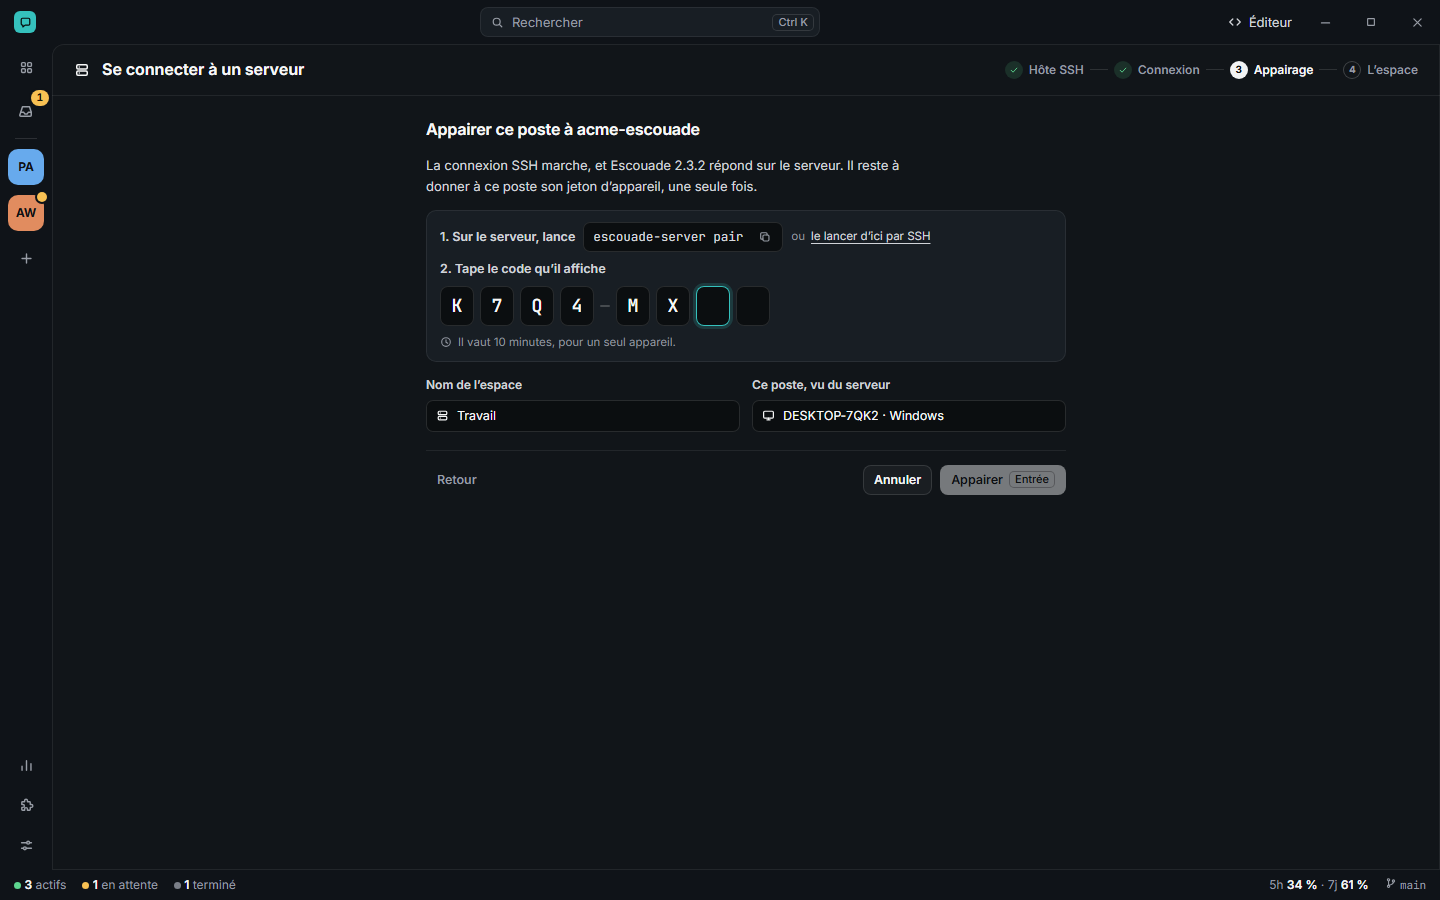 Rechercher
Ctrl K
Éditeur
Se connecter à un serveur
Hôte SSH
Connexion
3 Appairage
4 L’espace
1
PA
AW
Appairer ce poste à acme-escouade
La connexion SSH marche, et Escouade 2.3.2 répond sur le serveur. Il reste à
donner à ce poste son jeton d’appareil, une seule fois.
1. Sur le serveur, lance escouade-server pair ou le lancer d’ici par SSH
2. Tape le code qu’il affiche
K 7 Q 4 – M X
Il vaut 10 minutes, pour un seul appareil.
Nom de l’espace
Ce poste, vu du serveur
Travail
DESKTOP-7QK2 · Windows
Retour
Annuler
Appairer Entrée
3 actifs
1 en attente
1 terminé
5h 34 % · 7j 61 %
main